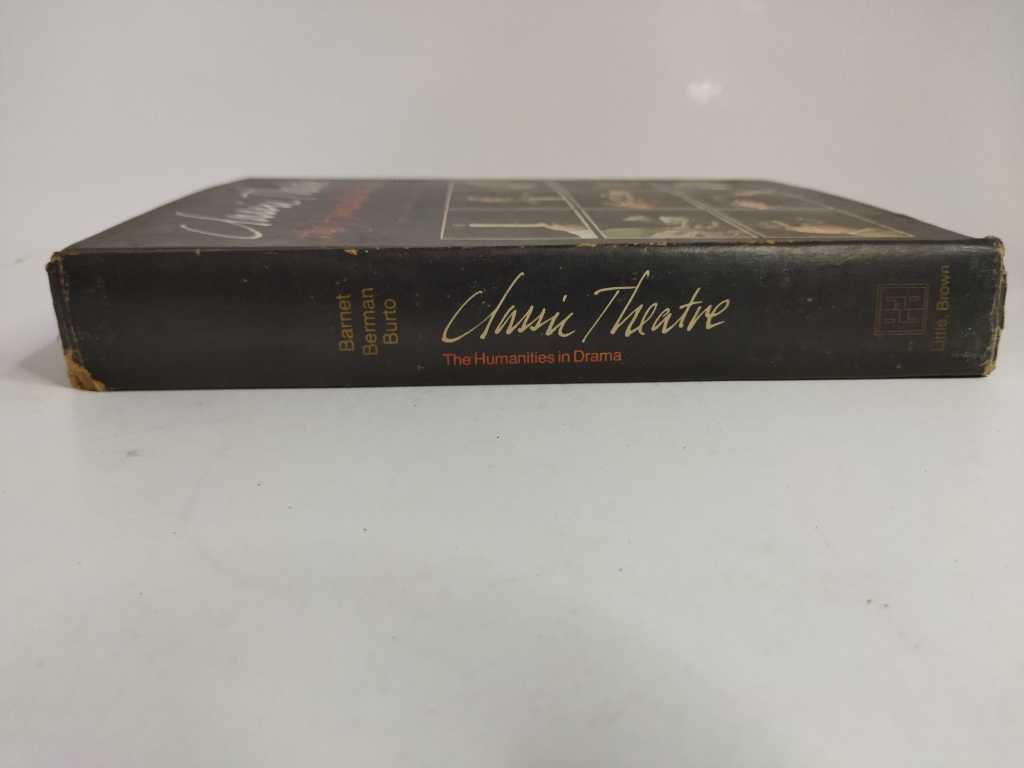 Barnet
Berman
Burto
Classic Theatre
The Humanities in Drama
Little, Brown